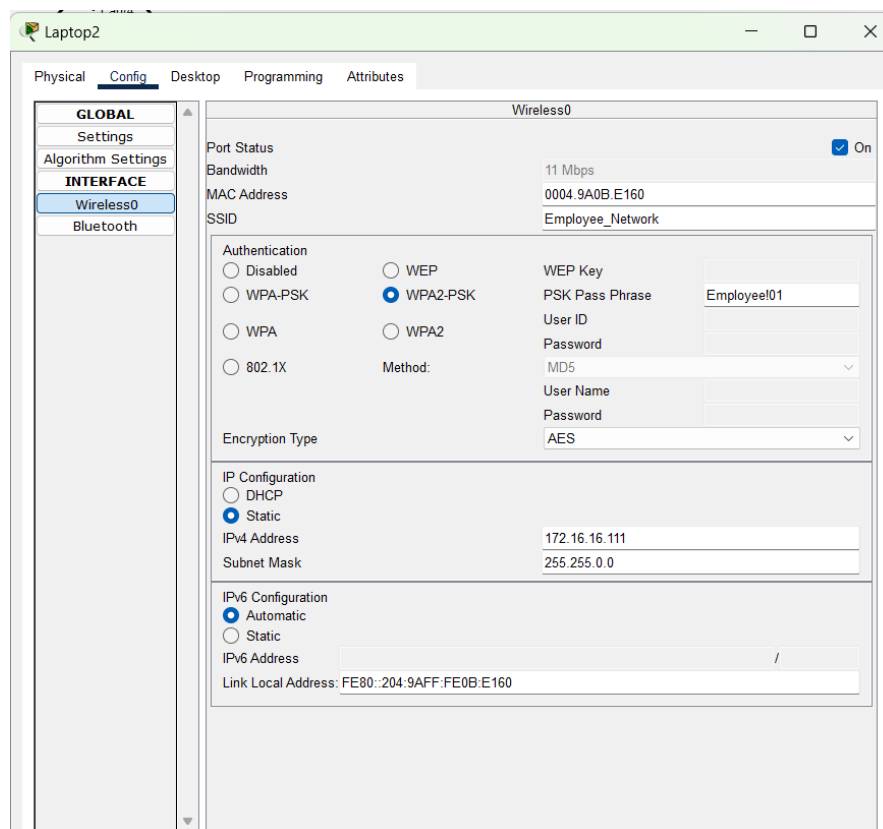 Laptop2
Physical Config Desktop Programming Attributes
GLOBAL
Settings
Algorithm Settings
INTERFACE
Wireless0
Bluetooth
Wireless0
Port Status On
Bandwidth 11 Mbps
MAC Address 0004.9A0B.E160
SSID Employee_Network
Authentication
Disabled WEP WEP Key
WPA-PSK WPA2-PSK PSK Pass Phrase Employee!01
User ID
WPA WPA2
Password
802.1X Method: MD5
User Name
Password
Encryption Type AES
IP Configuration
DHCP
Static
IPv4 Address 172.16.16.111
Subnet Mask 255.255.0.0
IPv6 Configuration
Automatic
Static
IPv6 Address /
Link Local Address: FE80::204:9AFF:FE0B:E160